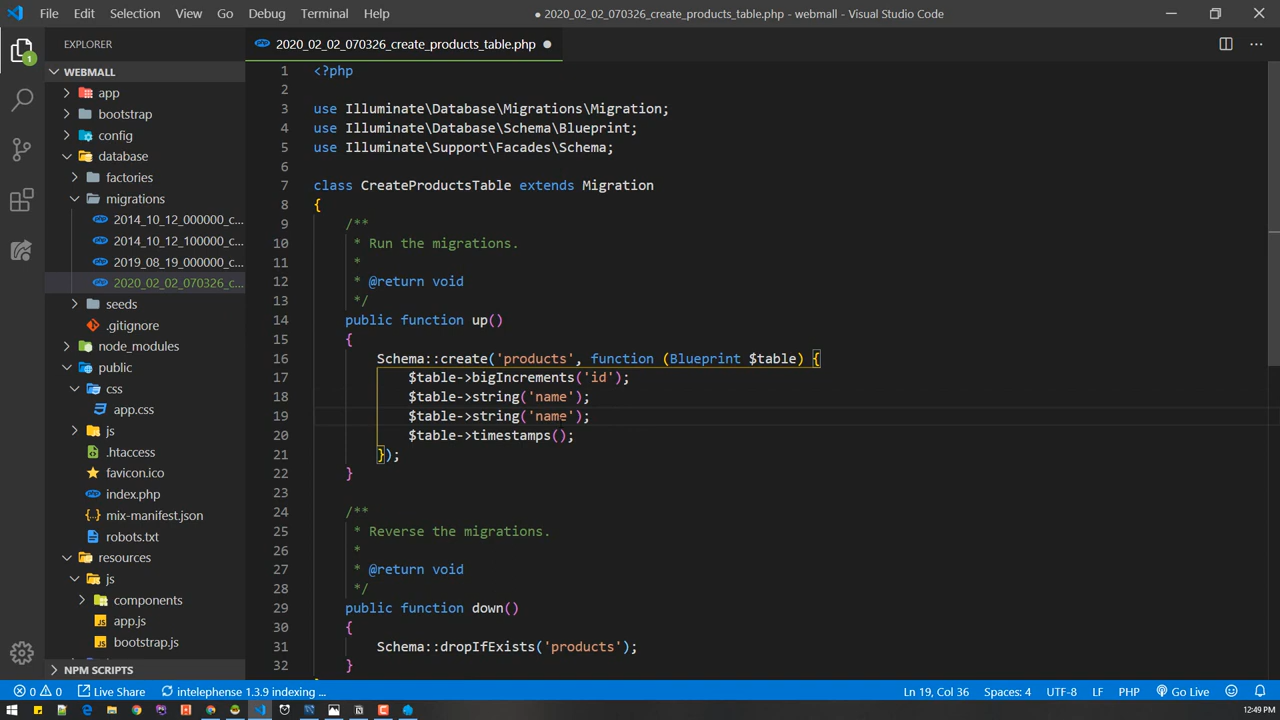 File Edit Selection View Go Debug Terminal Help
● 2020_02_02_070326_create_products_table.php - webmall - Visual Studio Code
EXPLORER
2020_02_02_070326_create_products_table.php ●
1
WEBMALL
app
bootstrap
config
database
factories
migrations
2014_10_12_000000_c...
2014_10_12_100000_c...
2019_08_19_000000_c...
2020_02_02_070326_c...
seeds
.gitignore
node_modules
public
css
app.css
js
.htaccess
favicon.ico
index.php
mix-manifest.json
robots.txt
resources
js
components
app.js
bootstrap.js
NPM SCRIPTS
1 <?php
2
3 use Illuminate\Database\Migrations\Migration;
4 use Illuminate\Database\Schema\Blueprint;
5 use Illuminate\Support\Facades\Schema;
6
7 class CreateProductsTable extends Migration
8 {
9 /**
10 * Run the migrations.
11 *
12 * @return void
13 */
14 public function up()
15 {
16 Schema::create('products', function (Blueprint $table) {
17 $table->bigIncrements('id');
18 $table->string('name');
19 $table->string('name');
20 $table->timestamps();
21 });
22 }
23
24 /**
25 * Reverse the migrations.
26 *
27 * @return void
28 */
29 public function down()
30 {
31 Schema::dropIfExists('products');
32 }
0 0 Live Share intelephense 1.3.9 indexing ... Ln 19, Col 36 Spaces: 4 UTF-8 LF PHP Go Live
12:49 PM